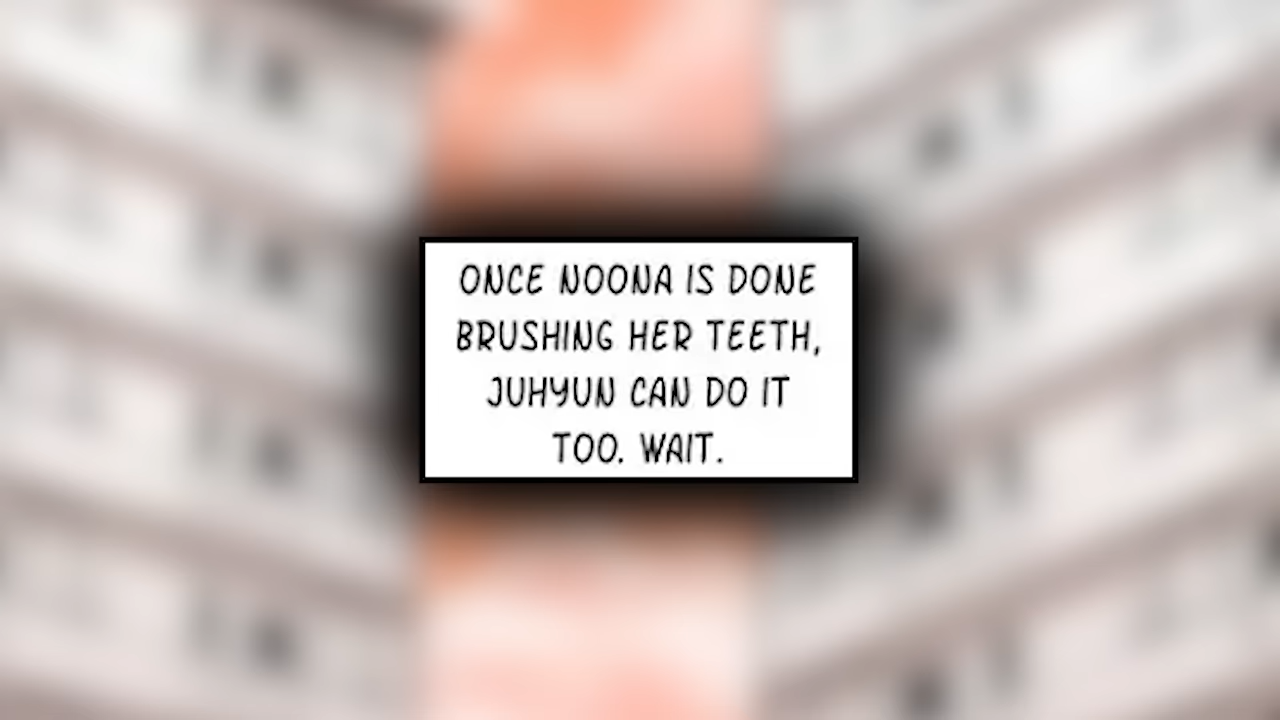 ONCE NOONA IS DONE
BRUSHING HER TEETH,
JUHYUN CAN DO IT
TOO. WAIT.